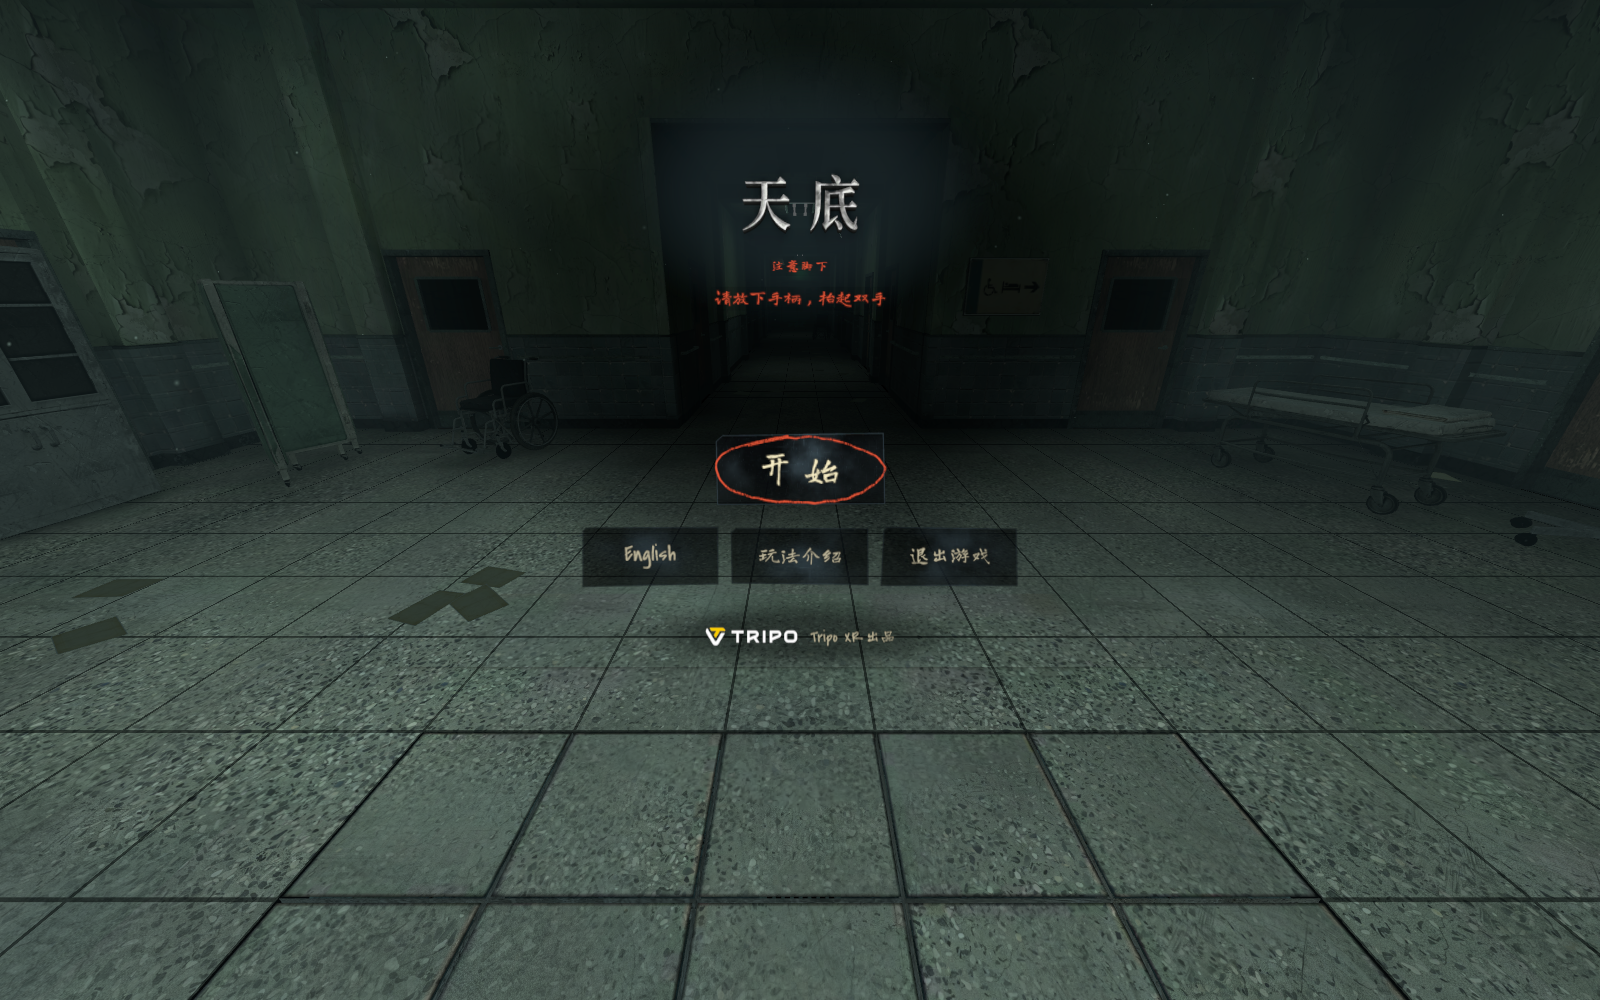 天底
注意脚下
请放下手柄，抬起双手
开始
English
玩法介绍
退出游戏
TRIPO Tripo XR 出品